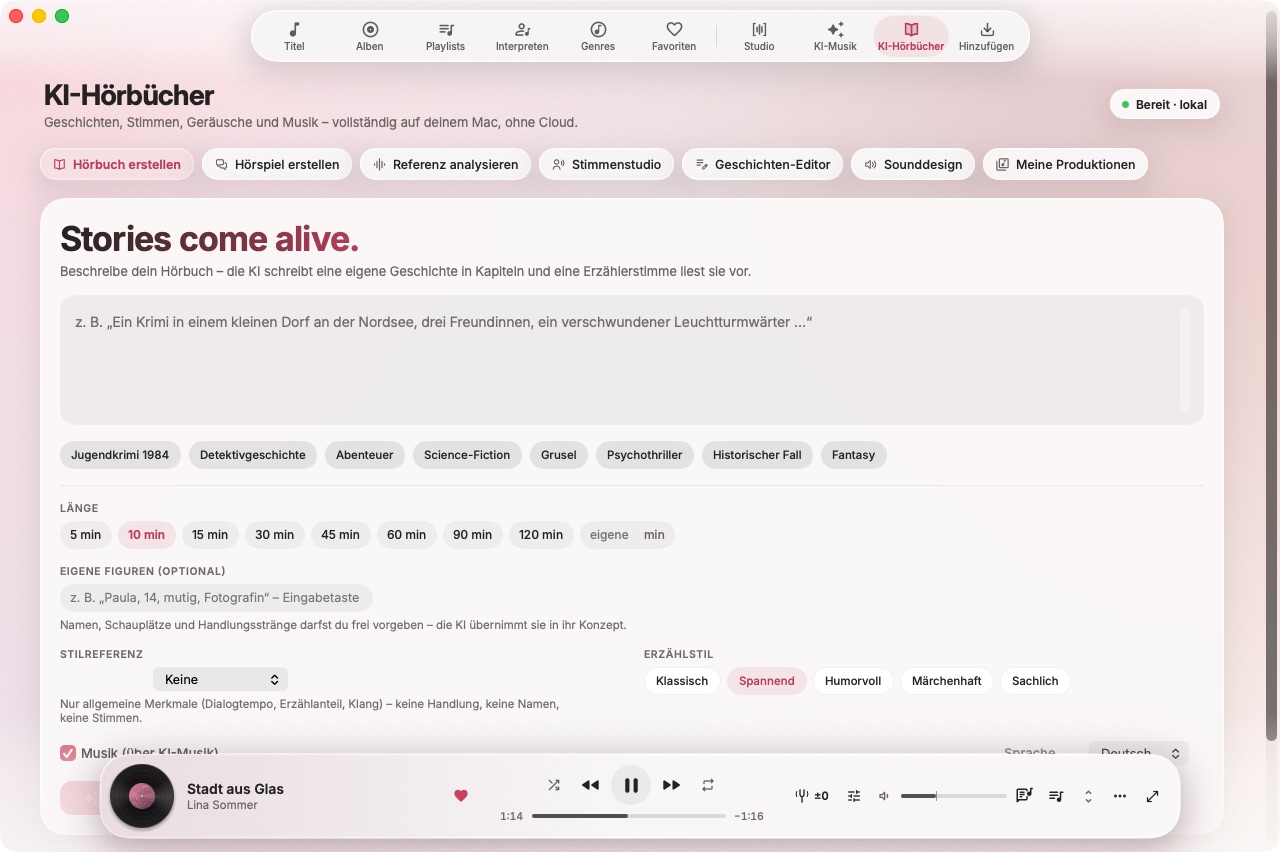 Titel
Alben
Playlists
Interpreten
Genres
Favoriten
Studio
KI-Musik
KI-Hörbücher
Hinzufügen
KI-Hörbücher
Geschichten, Stimmen, Geräusche und Musik – vollständig auf deinem Mac, ohne Cloud.
Bereit · lokal
Hörbuch erstellen
Hörspiel erstellen
Referenz analysieren
Stimmenstudio
Geschichten-Editor
Sounddesign
Meine Produktionen
Stories come alive.
Beschreibe dein Hörbuch – die KI schreibt eine eigene Geschichte in Kapiteln und eine Erzählerstimme liest sie vor.
z. B. „Ein Krimi in einem kleinen Dorf an der Nordsee, drei Freundinnen, ein verschwundener Leuchtturmwärter ...“
Jugendkrimi 1984
Detektivgeschichte
Abenteuer
Science-Fiction
Grusel
Psychothriller
Historischer Fall
Fantasy
LÄNGE
5 min
10 min
15 min
30 min
45 min
60 min
90 min
120 min
eigene min
EIGENE FIGUREN (OPTIONAL)
z. B. „Paula, 14, mutig, Fotografin“ – Eingabetaste
Namen, Schauplätze und Handlungsstränge darfst du frei vorgeben – die KI übernimmt sie in ihr Konzept.
STILREFERENZ
Keine
Nur allgemeine Merkmale (Dialogtempo, Erzählanteil, Klang) – keine Handlung, keine Namen,
keine Stimmen.
ERZÄHLSTIL
Klassisch
Spannend
Humorvoll
Märchenhaft
Sachlich
Musik (über KI-Musik)
Sprache
Deutsch
Stadt aus Glas
Lina Sommer
1:14
−1:16
±0